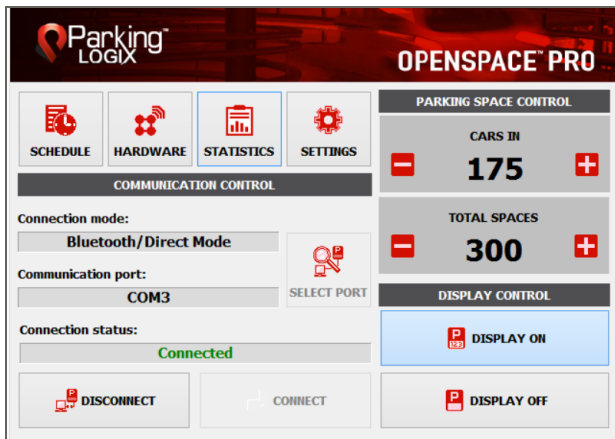 Parking™
LOGIX
OPENSPACE™ PRO
SCHEDULE
HARDWARE
STATISTICS
SETTINGS
COMMUNICATION CONTROL
Connection mode:
Bluetooth/Direct Mode
Communication port:
COM3
SELECT PORT
Connection status:
Connected
DISCONNECT
CONNECT
PARKING SPACE CONTROL
CARS IN
175
TOTAL SPACES
300
DISPLAY CONTROL
DISPLAY ON
DISPLAY OFF